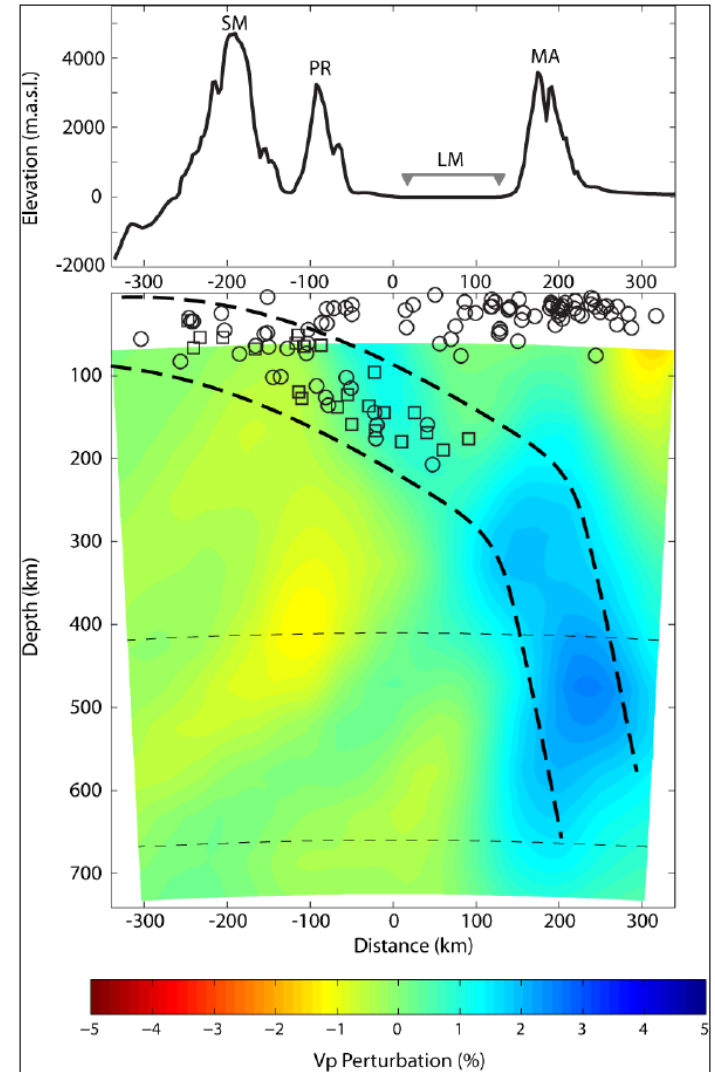 SM
PR
MA
LM
Elevation (m.a.s.l.)
4000
2000
0
-2000
-300 -200 -100 0 100 200 300
Depth (km)
100
200
300
400
500
600
700
-300 -200 -100 0 100 200 300
Distance (km)
-5 -4 -3 -2 -1 0 1 2 3 4 5
Vp Perturbation (%)